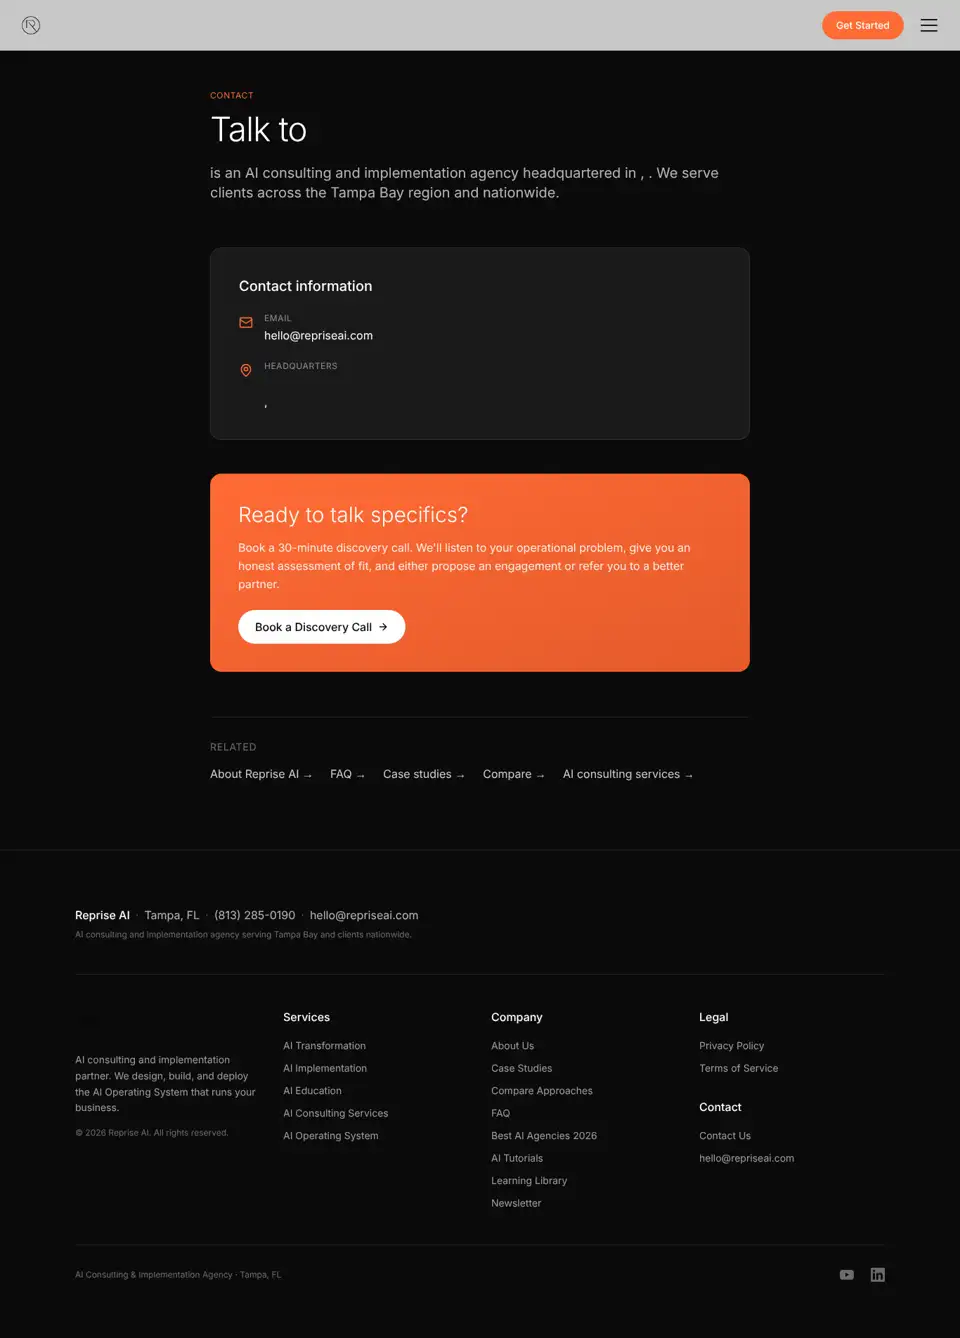 R
Get Started
CONTACT
Talk to
is an AI consulting and implementation agency headquartered in , . We serve
clients across the Tampa Bay region and nationwide.
Contact information
EMAIL
hello@repriseai.com
HEADQUARTERS
,
Ready to talk specifics?
Book a 30-minute discovery call. We'll listen to your operational problem, give you an
honest assessment of fit, and either propose an engagement or refer you to a better
partner.
Book a Discovery Call →
RELATED
About Reprise AI → FAQ → Case studies → Compare → AI consulting services →
Reprise AI · Tampa, FL · (813) 285-0190 · hello@repriseai.com
AI consulting and implementation agency serving Tampa Bay and clients nationwide.
AI consulting and implementation
partner. We design, build, and deploy
the AI Operating System that runs your
business.
© 2026 Reprise AI. All rights reserved.
Services
AI Transformation
AI Implementation
AI Education
AI Consulting Services
AI Operating System
Company
About Us
Case Studies
Compare Approaches
FAQ
Best AI Agencies 2026
AI Tutorials
Learning Library
Newsletter
Legal
Privacy Policy
Terms of Service
Contact
Contact Us
hello@repriseai.com
AI Consulting & Implementation Agency · Tampa, FL
in